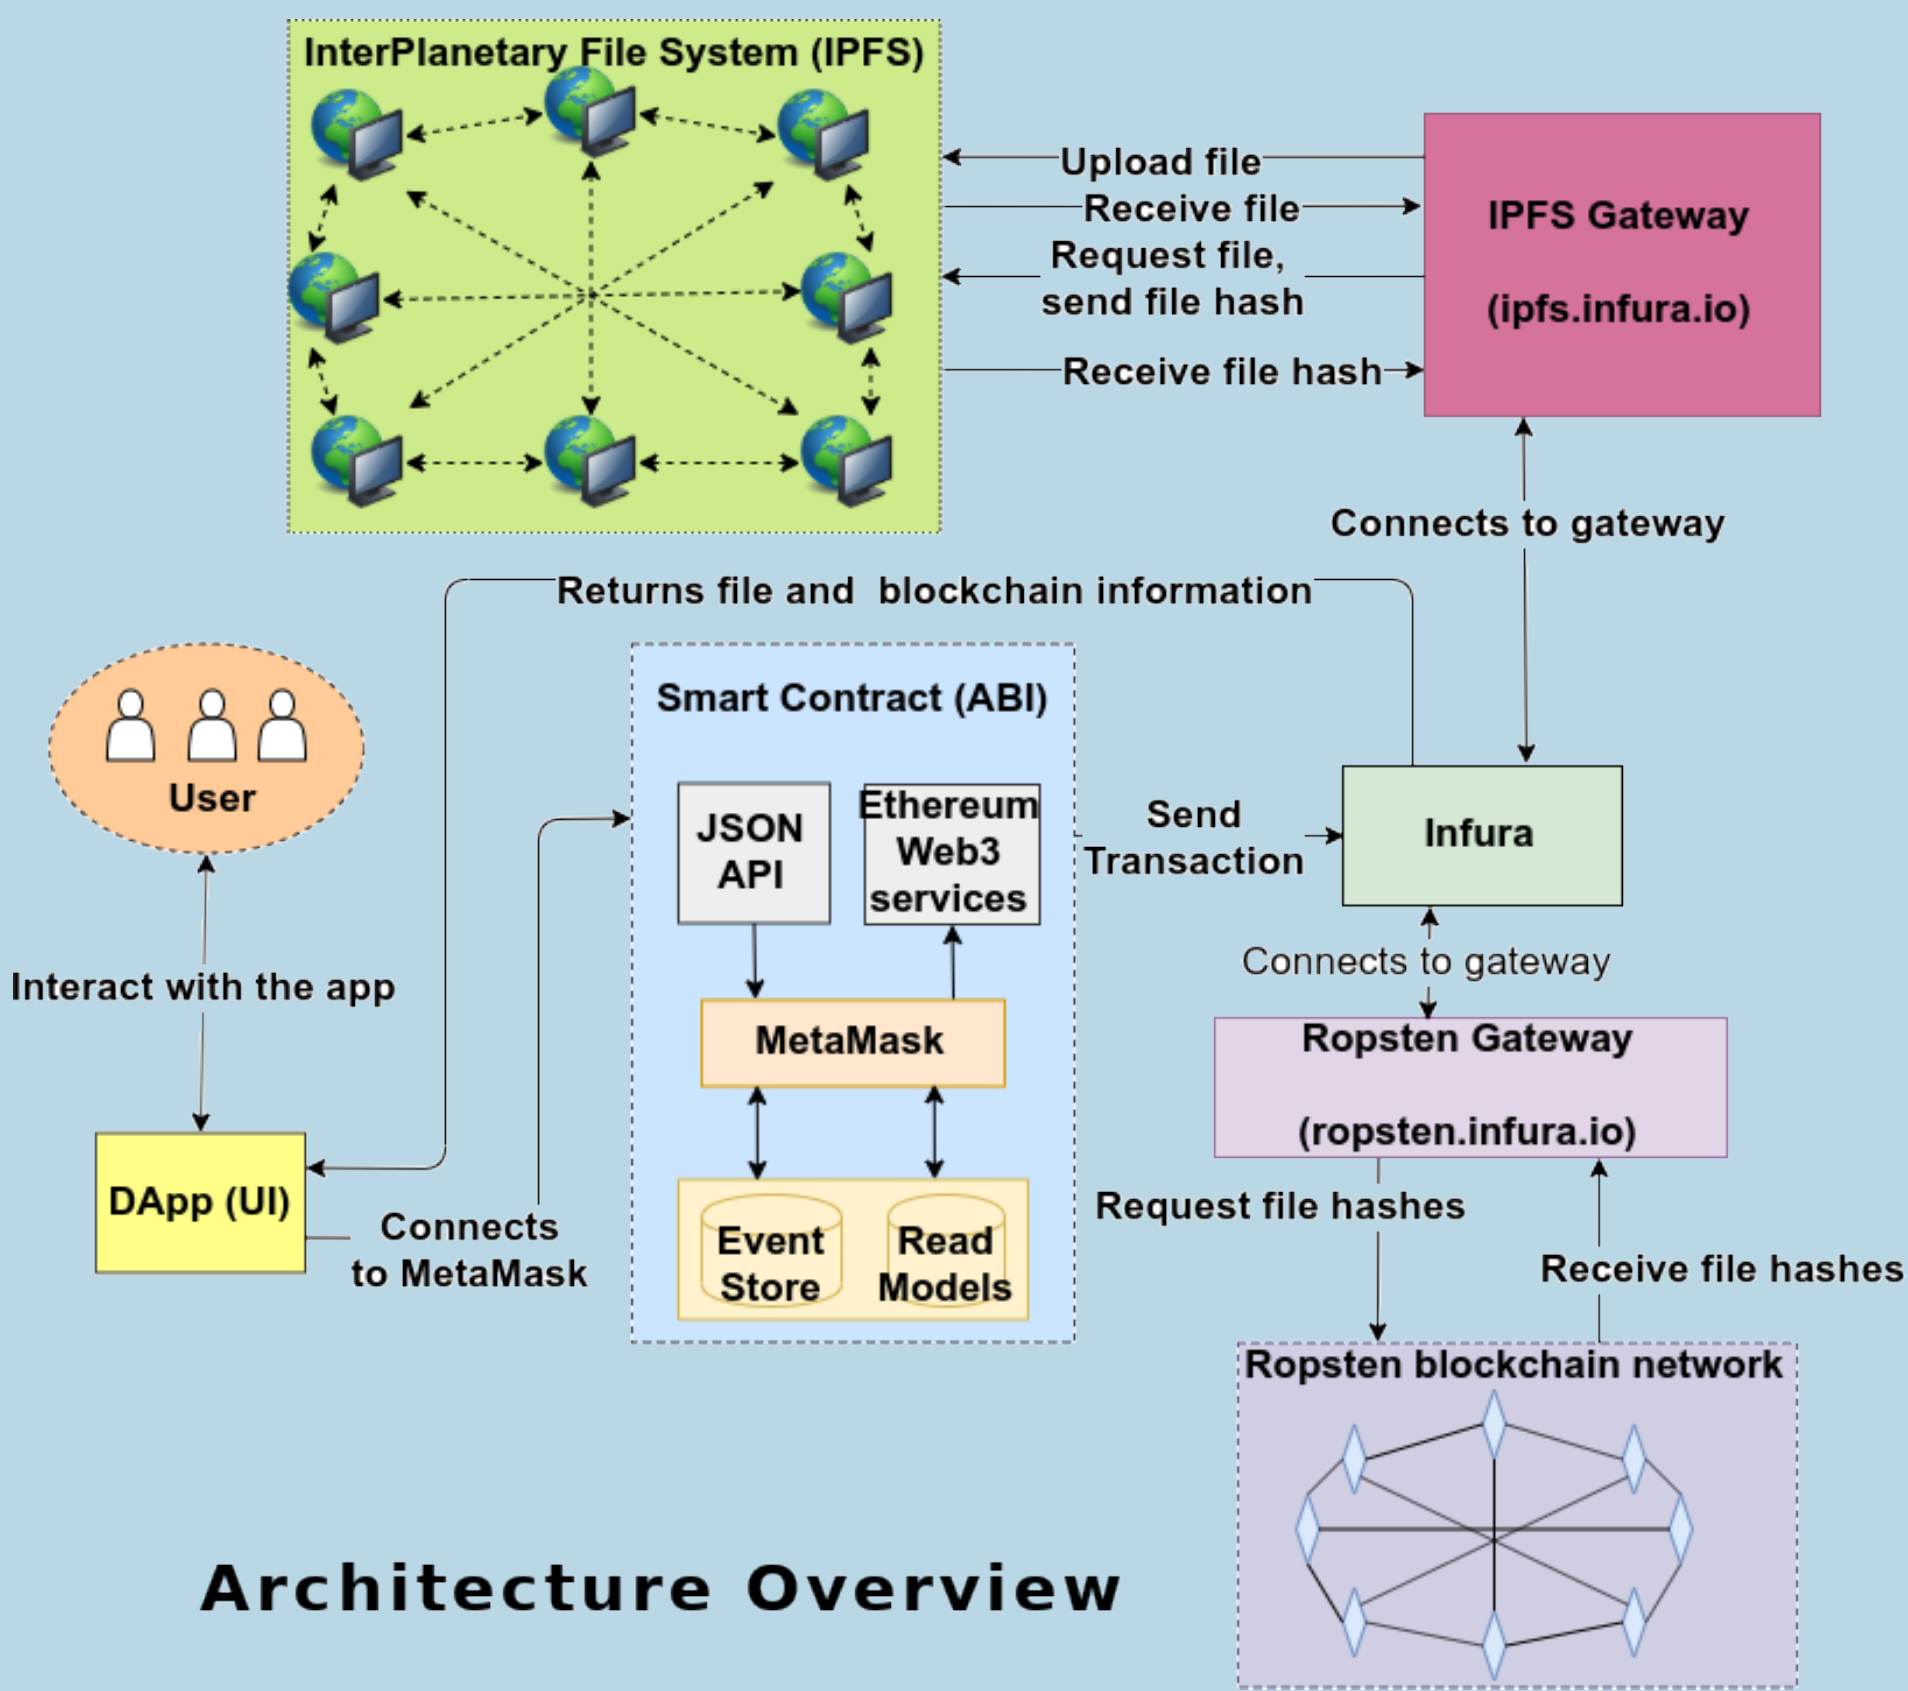 InterPlanetary File System (IPFS)
Upload file
Receive file
Request file,
send file hash
Receive file hash
IPFS Gateway
(ipfs.infura.io)
Connects to gateway
Returns file and  blockchain information
User
Smart Contract (ABI)
JSON
API
Ethereum
Web3
services
Send
Transaction
Infura
Interact with the app
MetaMask
Connects to gateway
Ropsten Gateway
(ropsten.infura.io)
DApp (UI)
Connects
to MetaMask
Event
Store
Read
Models
Request file hashes
Receive file hashes
Ropsten blockchain network
Architecture Overview